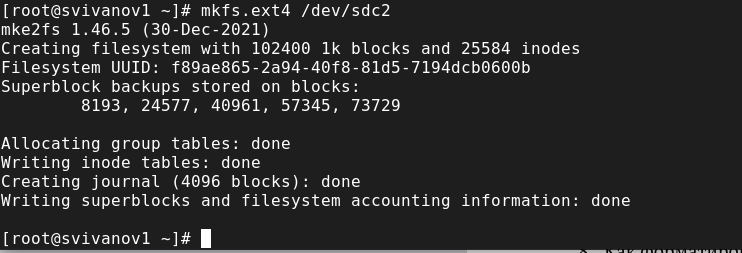 [root@svivanov1 ~]# mkfs.ext4 /dev/sdc2
mke2fs 1.46.5 (30-Dec-2021)
Creating filesystem with 102400 1k blocks and 25584 inodes
Filesystem UUID: f89ae865-2a94-40f8-81d5-7194dcb0600b
Superblock backups stored on blocks:
        8193, 24577, 40961, 57345, 73729

Allocating group tables: done
Writing inode tables: done
Creating journal (4096 blocks): done
Writing superblocks and filesystem accounting information: done

[root@svivanov1 ~]#